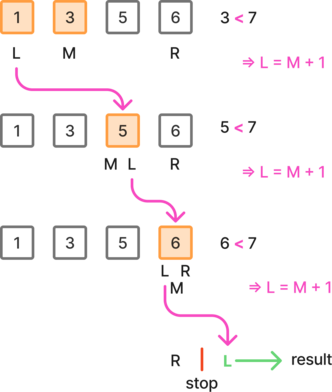 1 3 5 6 3 < 7
L M R
⇒ L = M + 1
1 3 5 6 5 < 7
M L R
⇒ L = M + 1
1 3 5 6 6 < 7
L R
M ⇒ L = M + 1
R L result
stop